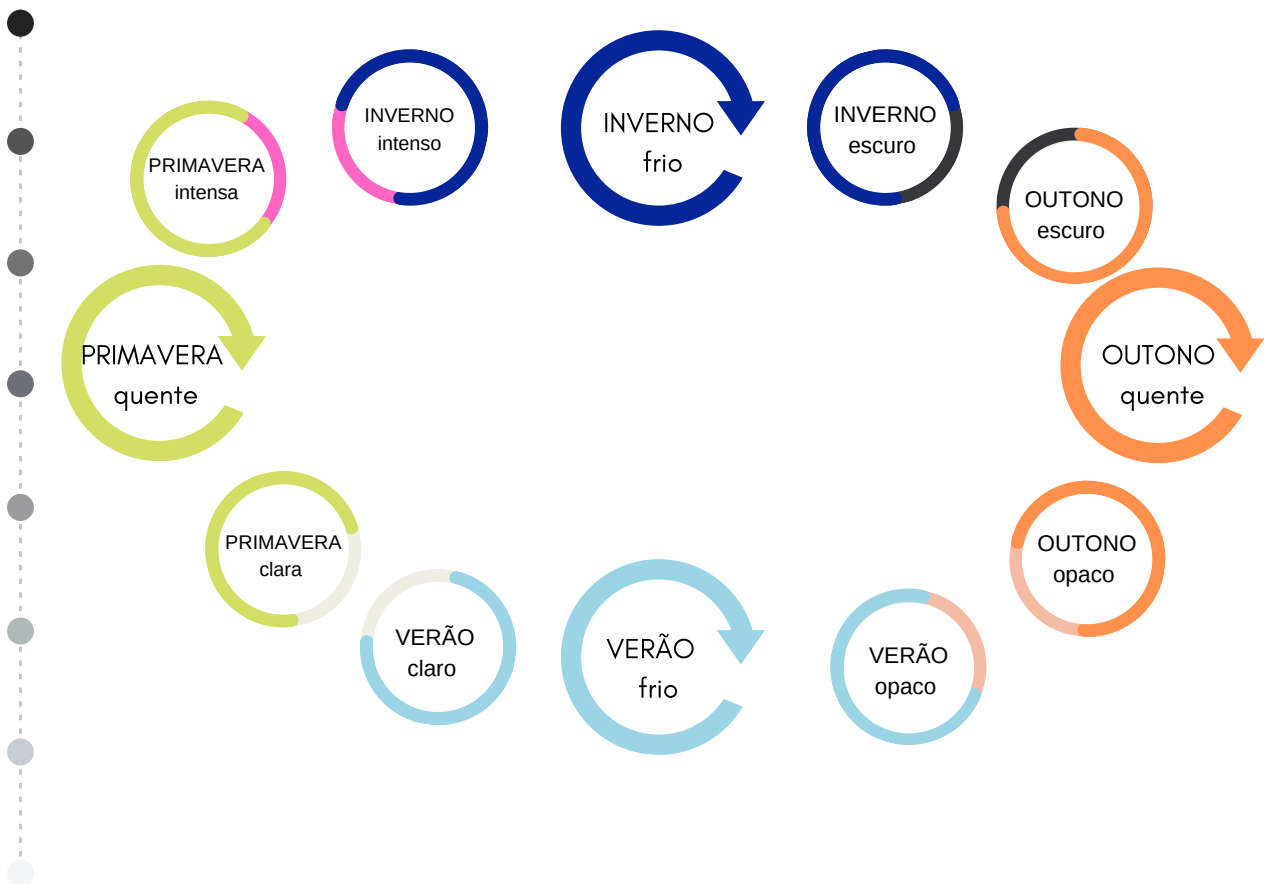 INVERNO
intenso
INVERNO
frio
INVERNO
escuro
PRIMAVERA
intensa
OUTONO
escuro
PRIMAVERA
quente
OUTONO
quente
PRIMAVERA
clara
OUTONO
opaco
VERÃO
claro
VERÃO
frio
VERÃO
opaco